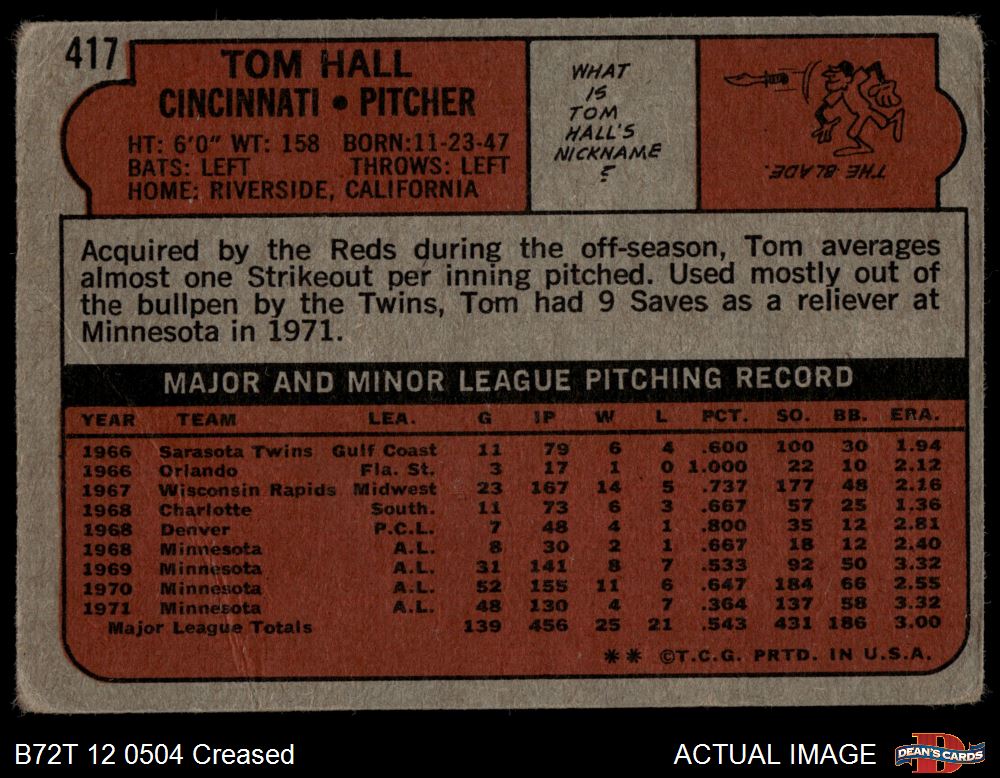 417
TOM HALL
CINCINNATI • PITCHER
HT: 6'0" WT: 158 BORN:11-23-47
BATS: LEFT THROWS: LEFT
HOME: RIVERSIDE, CALIFORNIA
WHAT
IS
TOM
HALL'S
NICKNAME
?
"THE BLADE."
Acquired by the Reds during the off-season, Tom averages
almost one Strikeout per inning pitched. Used mostly out of
the bullpen by the Twins, Tom had 9 Saves as a reliever at
Minnesota in 1971.
MAJOR AND MINOR LEAGUE PITCHING RECORD
YEAR TEAM LEA. G IP W L PCT. SO. BB. ERA.
1966 Sarasota Twins Gulf Coast 11 79 6 4 .600 100 30 1.94
1966 Orlando Fla. St. 3 17 1 0 1.000 22 10 2.12
1967 Wisconsin Rapids Midwest 23 167 14 5 .737 177 48 2.16
1968 Charlotte South. 11 73 6 3 .667 57 25 1.36
1968 Denver P.C.L. 7 48 4 1 .800 35 12 2.81
1968 Minnesota A.L. 8 30 2 1 .667 18 12 2.40
1969 Minnesota A.L. 31 141 8 7 .533 92 50 3.32
1970 Minnesota A.L. 52 155 11 6 .647 184 66 2.55
1971 Minnesota A.L. 48 130 4 7 .364 137 58 3.32
Major League Totals 139 456 25 21 .543 431 186 3.00
** ©T.C.G. PRTD. IN U.S.A.
B72T 12 0504 Creased
ACTUAL IMAGE
DEAN'S CARDS